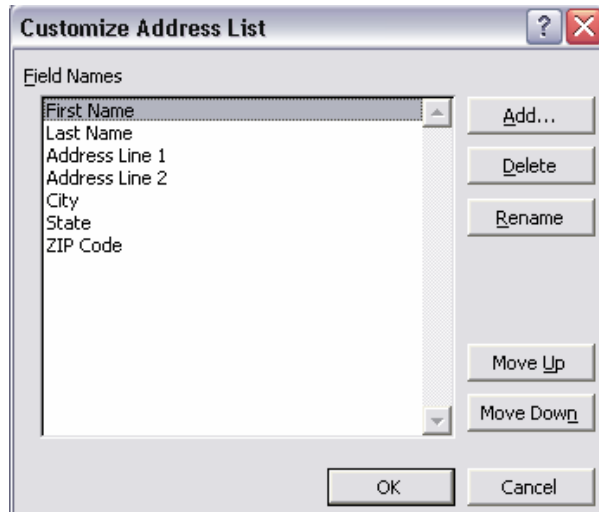 Customize Address List
?
Field Names
First Name
Last Name
Address Line 1
Address Line 2
City
State
ZIP Code
Add...
Delete
Rename
Move Up
Move Down
OK
Cancel